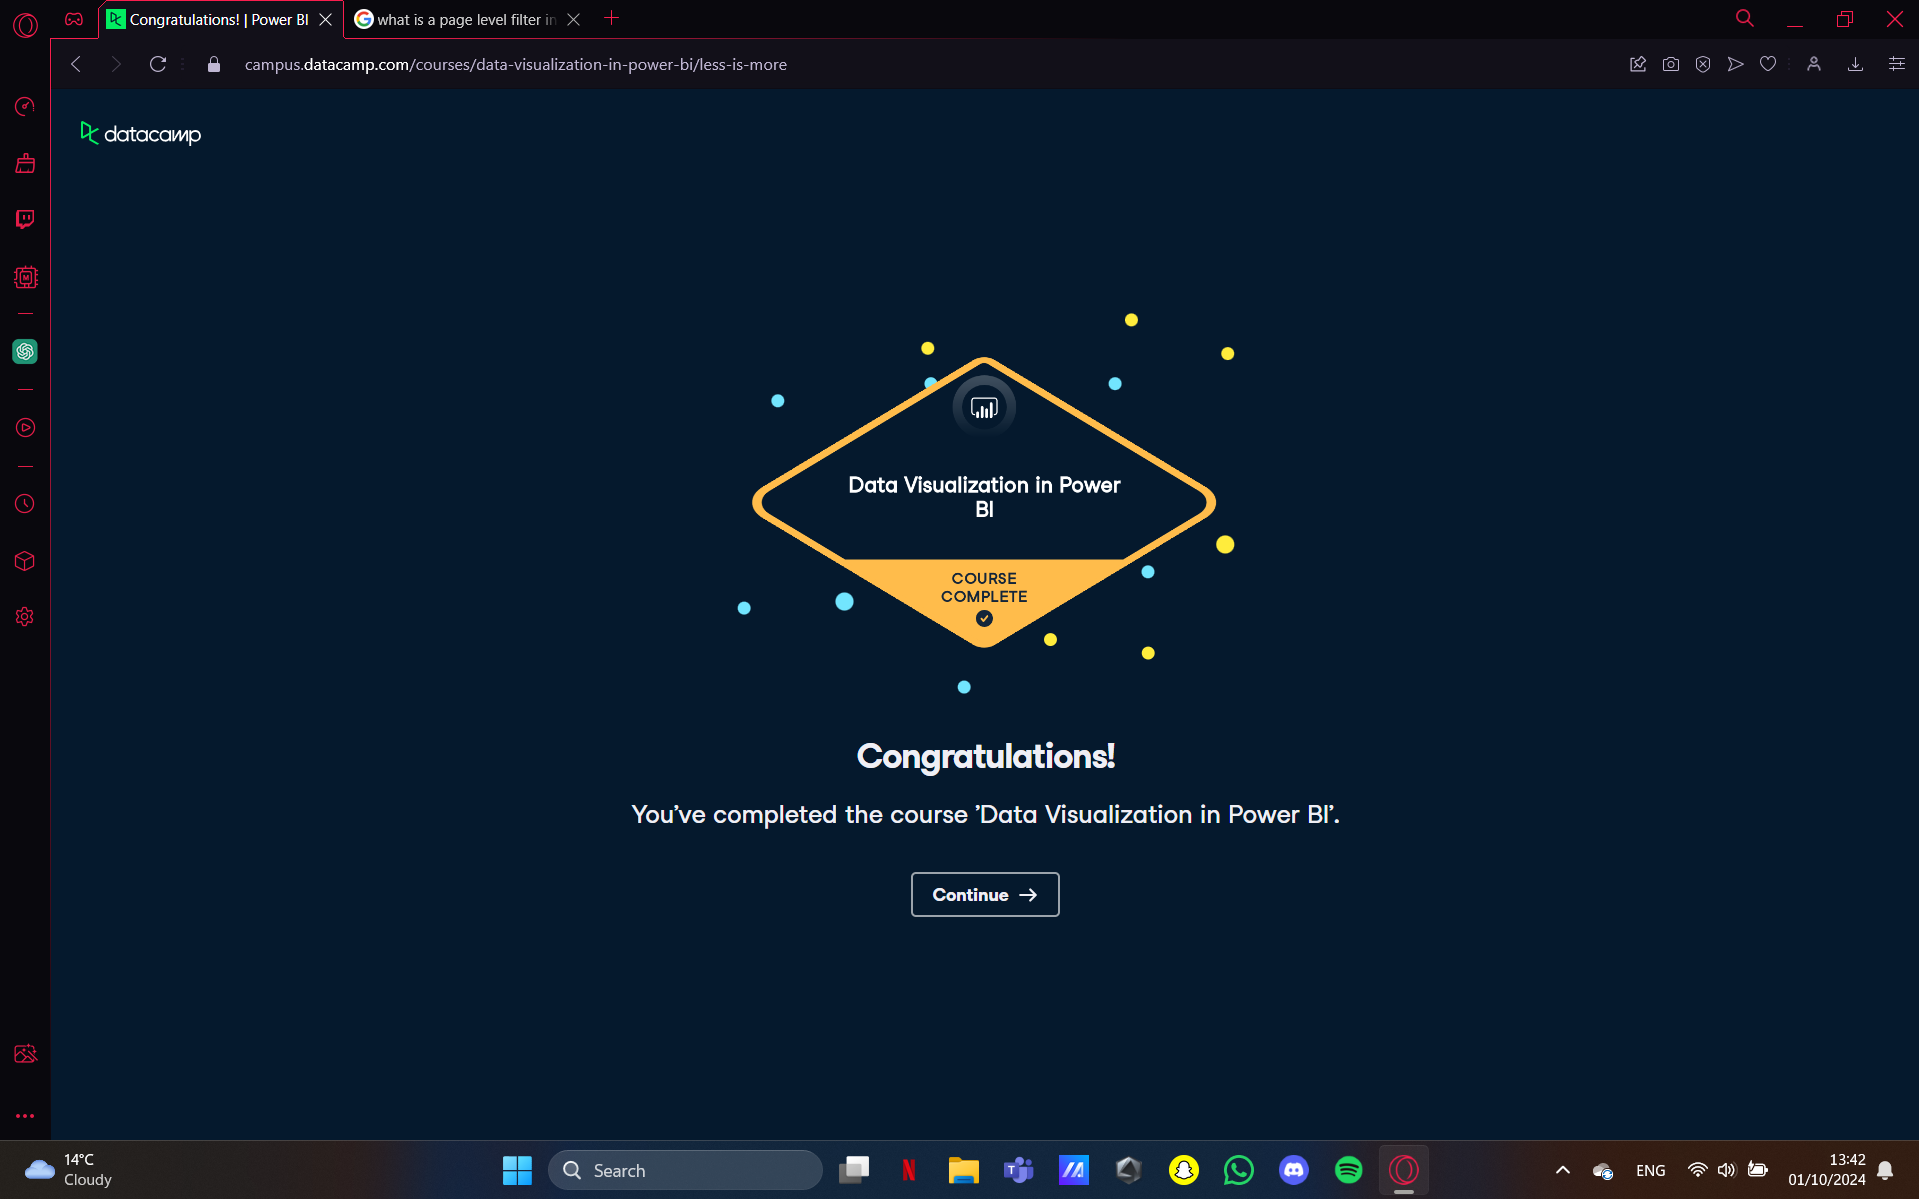 Congratulations! | Power BI
what is a page level filter in
campus.datacamp.com/courses/data-visualization-in-power-bi/less-is-more
datacamp
Data Visualization in Power
BI
COURSE
COMPLETE
Congratulations!
You’ve completed the course ’Data Visualization in Power BI’.
Continue →
14°C
Cloudy
Search
ENG
13:42
01/10/2024